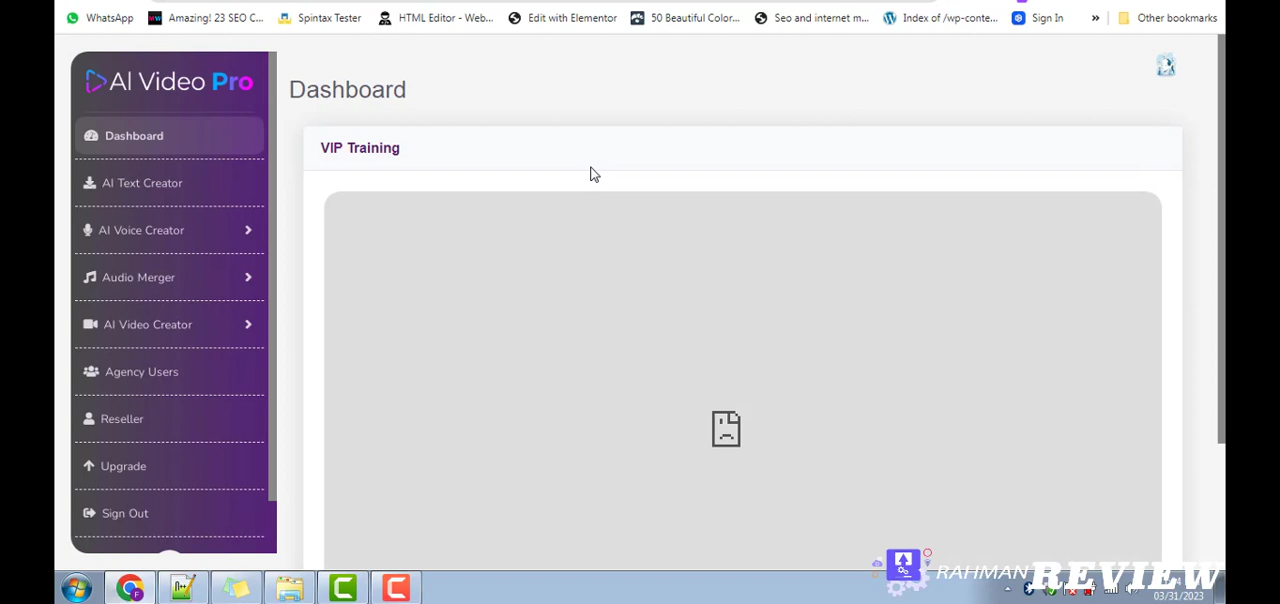 WhatsApp
Amazing! 23 SEO C...
Spintax Tester
HTML Editor - Web...
Edit with Elementor
50 Beautiful Color...
Seo and internet m...
Index of /wp-conte...
Sign In
»
Other bookmarks
AI Video Pro
Dashboard
Dashboard
VIP Training
AI Text Creator
AI Voice Creator
Audio Merger
AI Video Creator
Agency Users
Reseller
Upgrade
Sign Out
RAHMAN REVIEW
03/31/2023